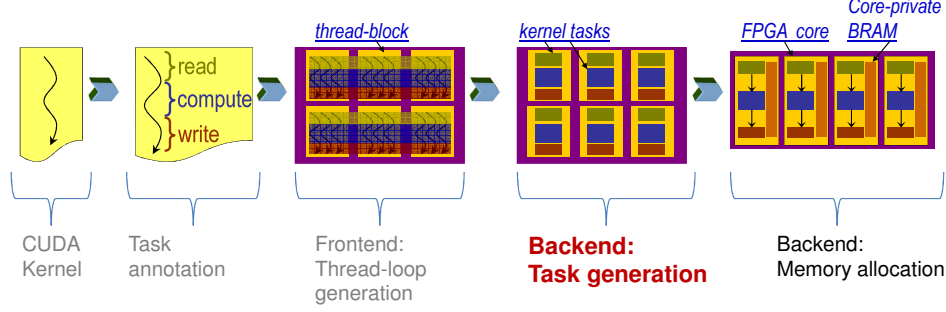 Core-private
thread-block
kernel tasks
FPGA core
BRAM
read
compute
write
CUDA
Kernel
Task
annotation
Frontend:
Thread-loop
generation
Backend:
Task generation
Backend:
Memory allocation